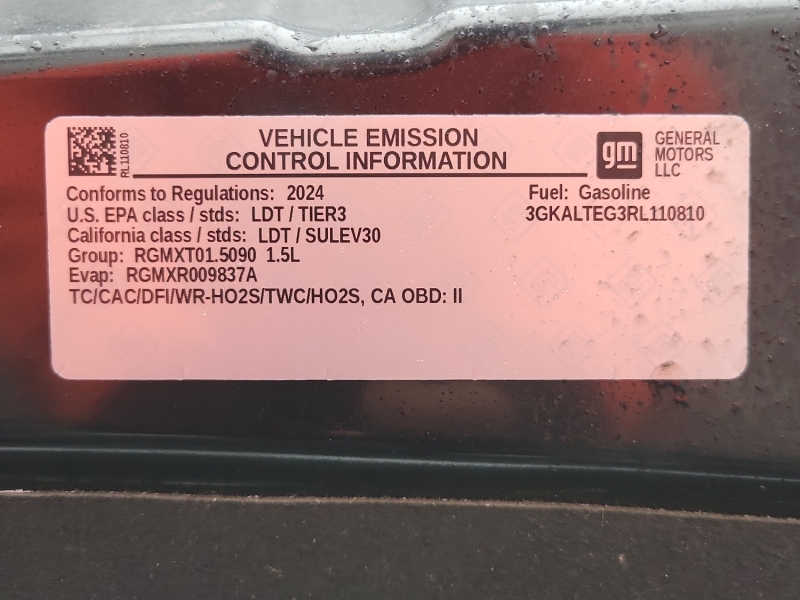 RL110810
VEHICLE EMISSION
CONTROL INFORMATION
gm
GENERAL
MOTORS
LLC
Conforms to Regulations: 2024
Fuel: Gasoline
U.S. EPA class / stds: LDT / TIER3
3GKALTEG3RL110810
California class / stds: LDT / SULEV30
Group: RGMXT01.5090 1.5L
Evap: RGMXR009837A
TC/CAC/DFI/WR-HO2S/TWC/HO2S, CA OBD: II